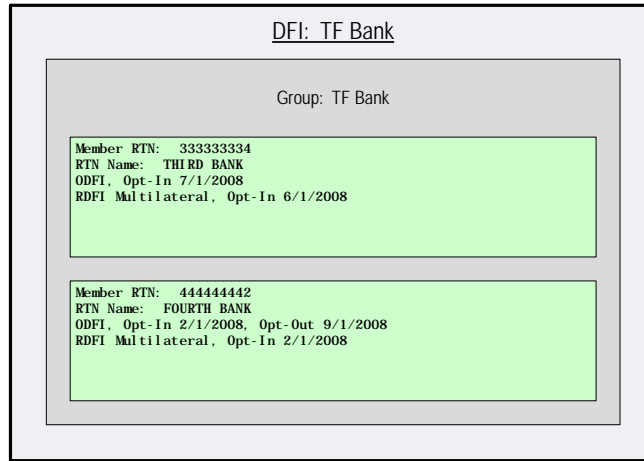 DFI: TF Bank
Group: TF Bank
Member RTN: 333333334
RTN Name: THIRD BANK
ODFI, Opt-In 7/1/2008
RDFI Multilateral, Opt-In 6/1/2008
Member RTN: 444444442
RTN Name: FOURTH BANK
ODFI, Opt-In 2/1/2008, Opt-Out 9/1/2008
RDFI Multilateral, Opt-In 2/1/2008